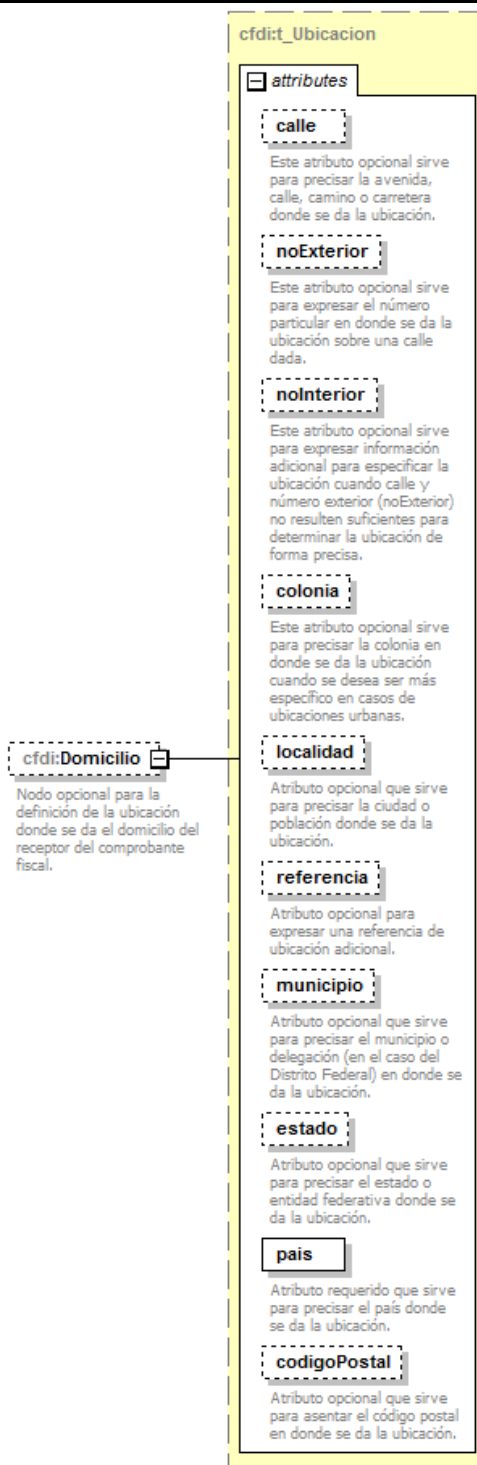 cfdi:t_Ubicacion
attributes
calle
Este atributo opcional sirve
para precisar la avenida,
calle, camino o carretera
donde se da la ubicación.
noExterior
Este atributo opcional sirve
para expresar el número
particular en donde se da la
ubicación sobre una calle
dada.
noInterior
Este atributo opcional sirve
para expresar información
adicional para especificar la
ubicación cuando calle y
número exterior (noExterior)
no resulten suficientes para
determinar la ubicación de
forma precisa.
colonia
Este atributo opcional sirve
para precisar la colonia en
donde se da la ubicación
cuando se desea ser más
específico en casos de
ubicaciones urbanas.
cfdi:Domicilio
Nodo opcional para la
definición de la ubicación
donde se da el domicilio del
receptor del comprobante
fiscal.
localidad
Atributo opcional que sirve
para precisar la ciudad o
población donde se da la
ubicación.
referencia
Atributo opcional para
expresar una referencia de
ubicación adicional.
municipio
Atributo opcional que sirve
para precisar el municipio o
delegación (en el caso del
Distrito Federal) en donde se
da la ubicación.
estado
Atributo opcional que sirve
para precisar el estado o
entidad federativa donde se
da la ubicación.
pais
Atributo requerido que sirve
para precisar el país donde
se da la ubicación.
codigoPostal
Atributo opcional que sirve
para asentar el código postal
en donde se da la ubicación.